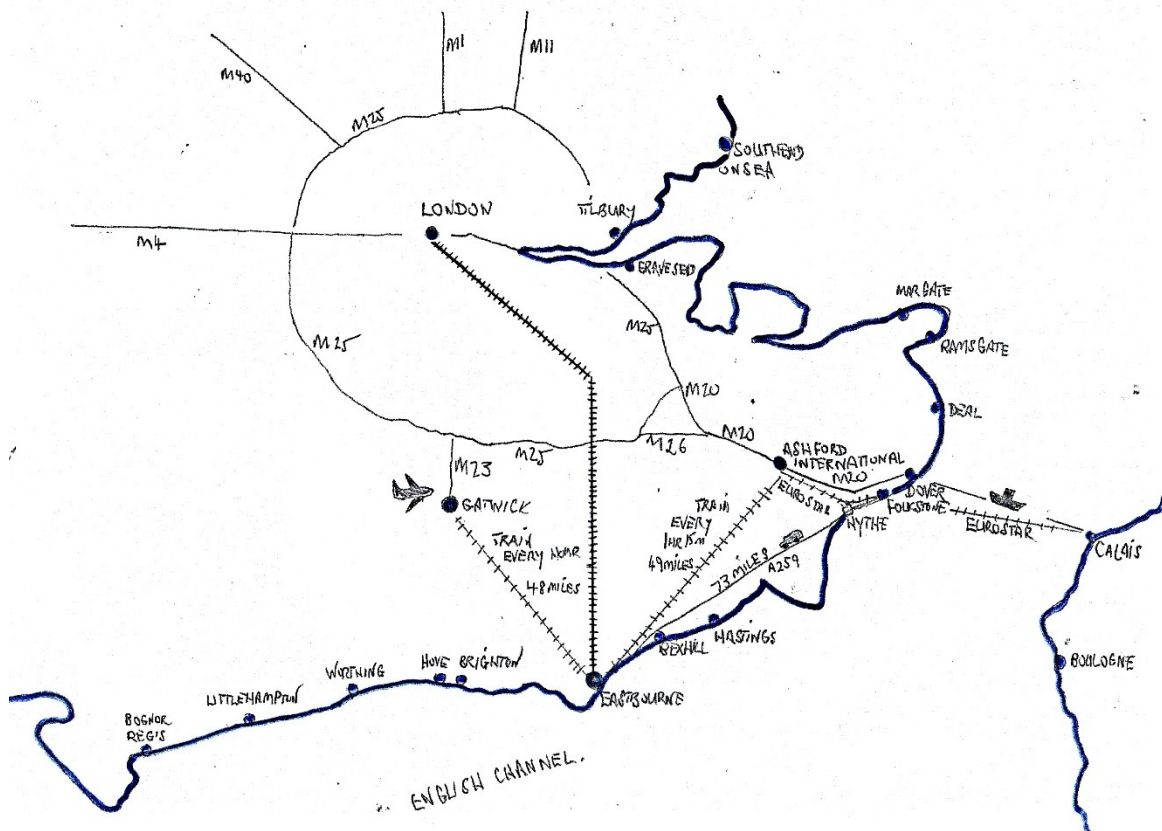 M1
M11
M40
M25
SOUTHEND
ON SEA
LONDON
TILBURY
M4
GRAVESEND
MARGATE
M25
M25
RAMSGATE
M20
DEAL
M20
M25
M26
ASHFORD
INTERNATIONAL
M20
M23
GATWICK
EUROSTAR
DOVER
FOLKSTONE
HYTHE
EUROSTAR
CALAIS
TRAIN
EVERY HOUR
48 MILES
TRAIN
EVERY
1HR 15M
49 MILES
73 MILES
A259
HASTINGS
BEXHILL
BOULOGNE
EASTBOURNE
HOVE BRIGHTON
WORTHING
LITTLEHAMPTON
BOGNOR
REGIS
ENGLISH CHANNEL.